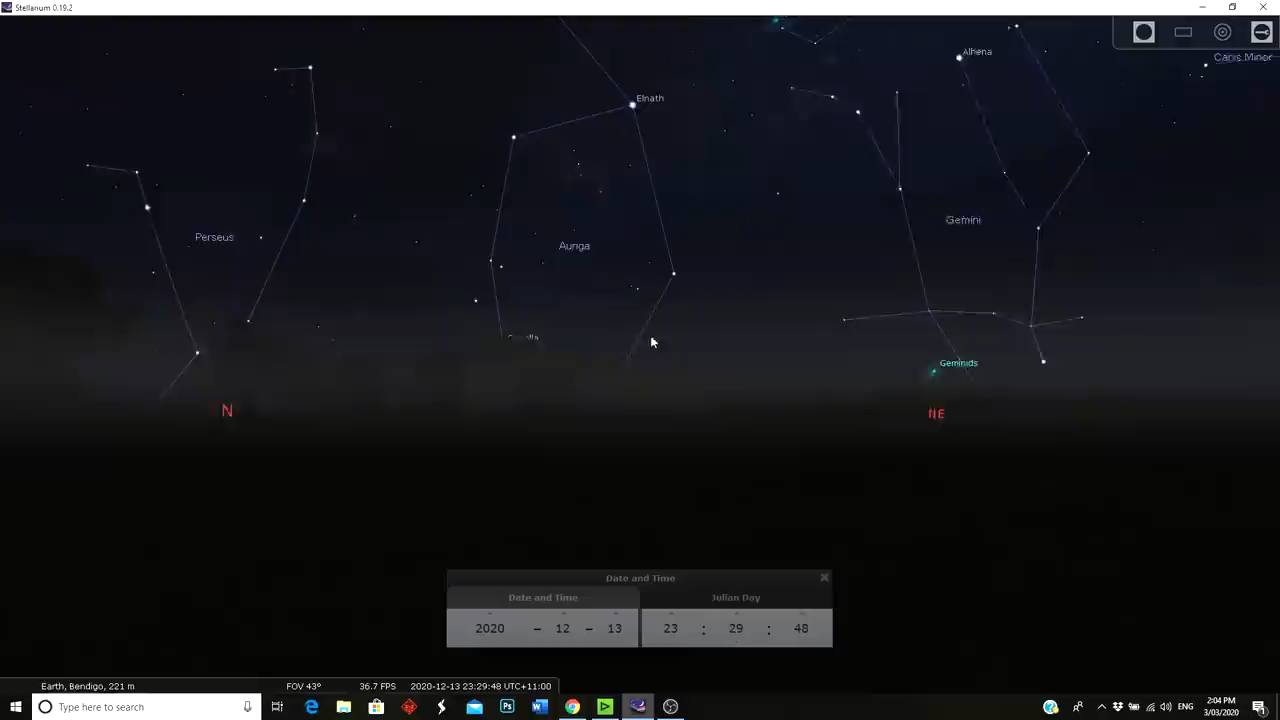 Stellarium 0.19.2
Alhena
Canis Minor
Elnath
Perseus
Auriga
Gemini
Geminids
N
NE
Date and Time
Date and Time
Julian Day
2020 - 12 - 13
23 : 29 : 48
Earth, Bendigo, 221 m
FOV 43°
36.7 FPS
2020-12-13 23:29:48 UTC+11:00
Type here to search
ENG
2:04 PM
3/03/2020